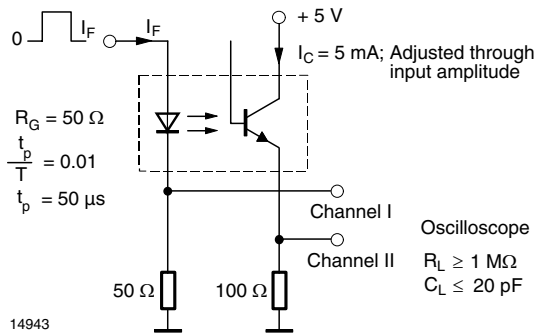 0
I_F
I_F
+ 5 V
I_C = 5 mA; Adjusted through
input amplitude
R_G = 50 Ω
t_p
T
= 0.01
t_p = 50 µs
Channel I
Channel II
Oscilloscope
R_L ≥ 1 MΩ
C_L ≤ 20 pF
50 Ω
100 Ω
14943